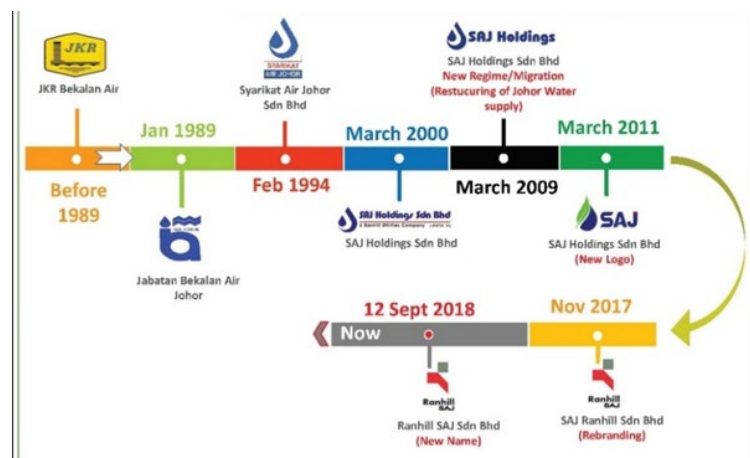 JKR
JKR Bekalan Air
Before
1989
Jan 1989
Jabatan Bekalan Air
Johor
SYARIKAT
AIR JOHOR
Syarikat Air Johor
Sdn Bhd
Feb 1994
March 2000
SAJ Holdings Sdn Bhd
SAJ Holdings Sdn Bhd
SAJ Holdings
SAJ Holdings Sdn Bhd
New Regime/Migration
(Restucuring of Johor Water
supply)
March 2009
March 2011
SAJ
SAJ Holdings Sdn Bhd
(New Logo)
Nov 2017
Ranhill
SAJ
SAJ Ranhill Sdn Bhd
(Rebranding)
12 Sept 2018
Now
Ranhill
SAJ
Ranhill SAJ Sdn Bhd
(New Name)